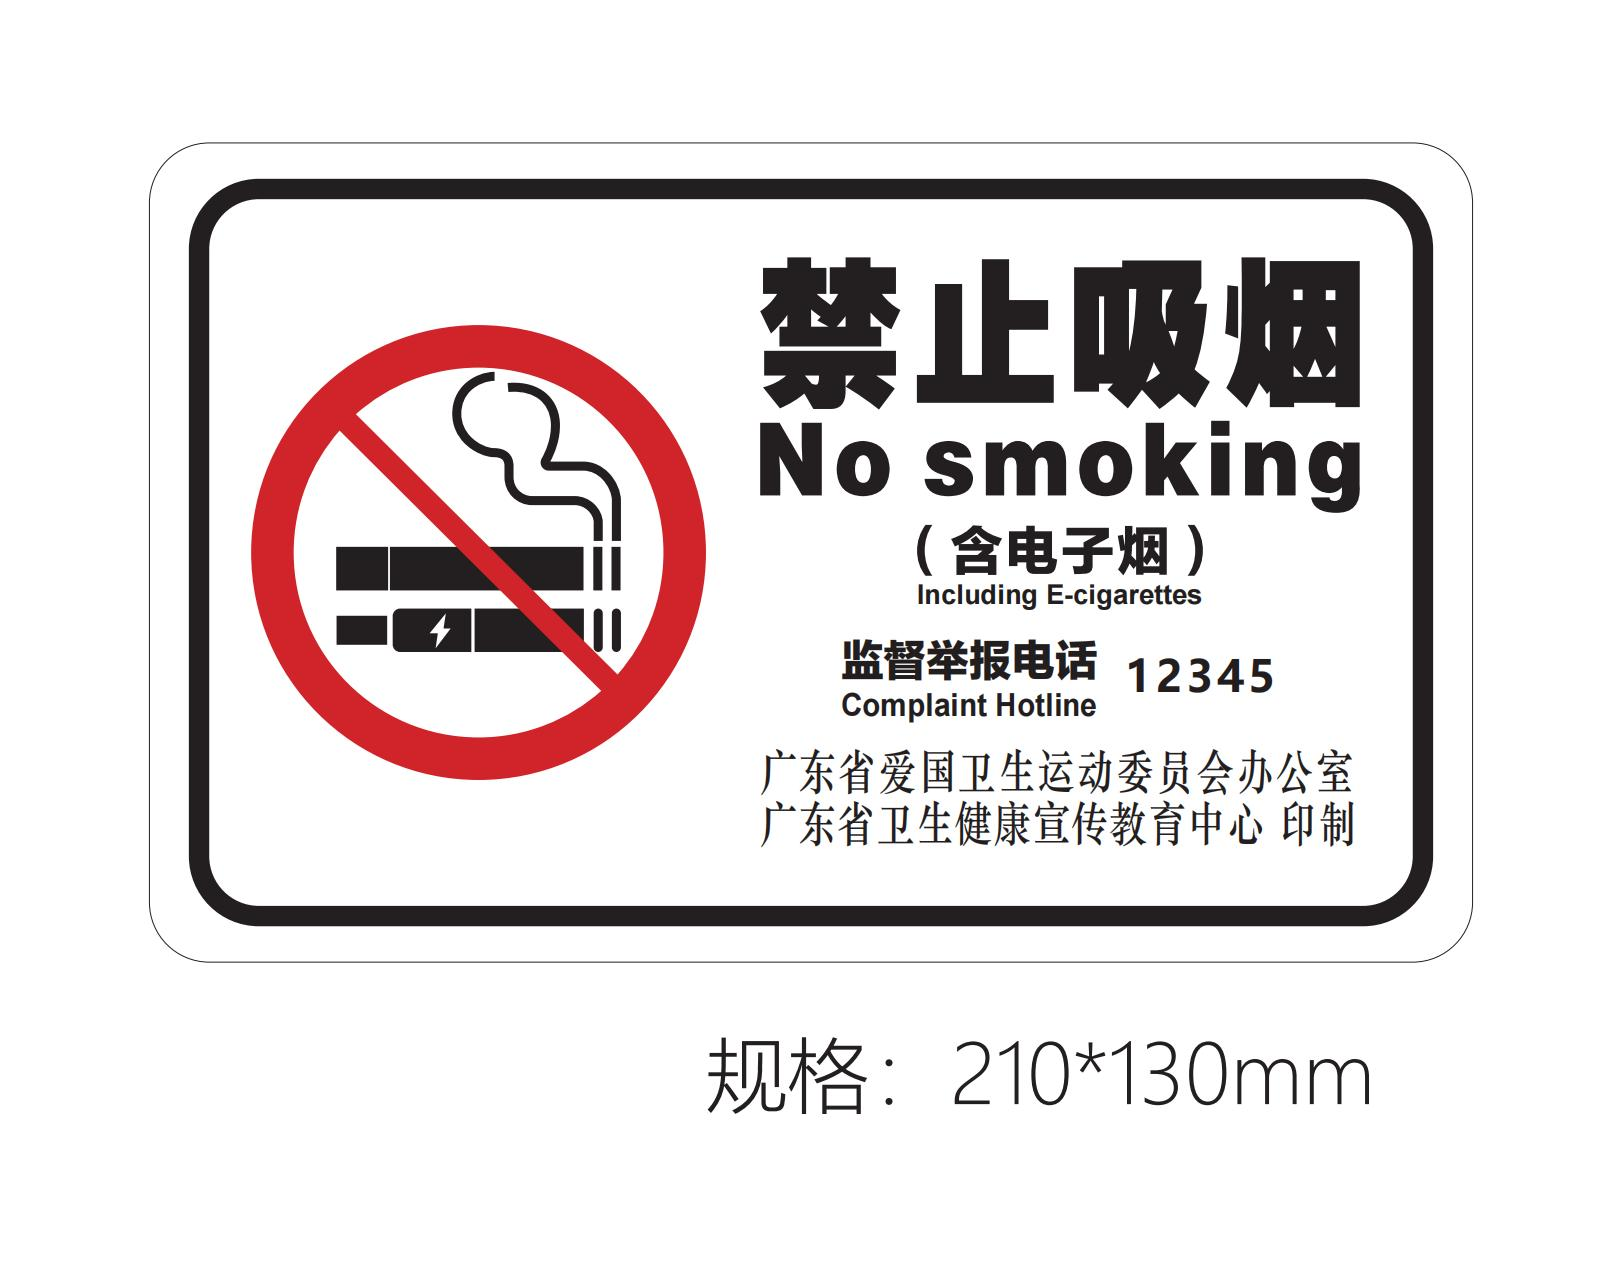 禁止吸烟
No smoking
（含电子烟）
Including E-cigarettes
监督举报电话 12345
Complaint Hotline
广东省爱国卫生运动委员会办公室
广东省卫生健康宣传教育中心 印制
规格：210*130mm